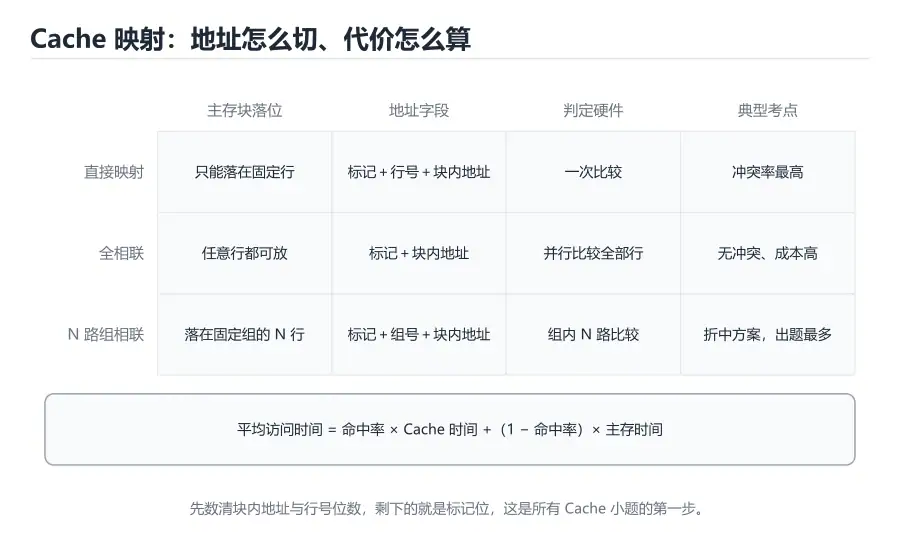 Cache 映射：地址怎么切、代价怎么算
主存块落位 地址字段 判定硬件 典型考点
直接映射 只能落在固定行 标记＋行号＋块内地址 一次比较 冲突率最高
全相联 任意行都可放 标记＋块内地址 并行比较全部行 无冲突、成本高
N 路组相联 落在固定组的 N 行 标记＋组号＋块内地址 组内 N 路比较 折中方案，出题最多
平均访问时间 = 命中率 × Cache 时间 +（1 − 命中率）× 主存时间
先数清块内地址与行号位数，剩下的就是标记位，这是所有 Cache 小题的第一步。